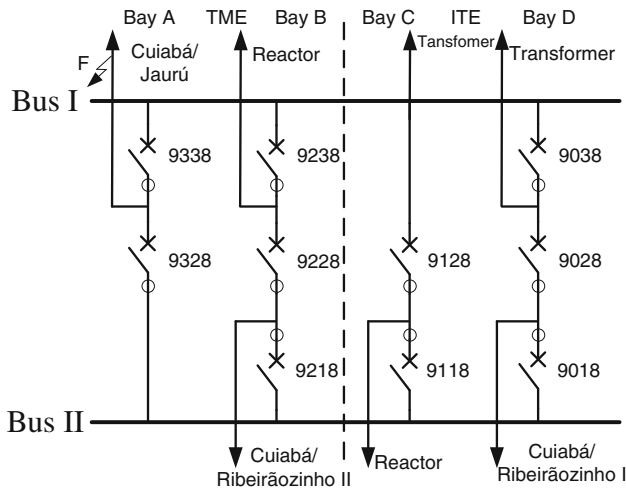 Bay A TME Bay B Bay C ITE Bay D
F Cuiabá/ Reactor Tansfomer Transformer
Jaurú
Bus I
9338 9238 9038
9328 9228 9128 9028
9218 9118 9018
Bus II
Cuiabá/ Reactor Cuiabá/
Ribeirãozinho II Ribeirãozinho I